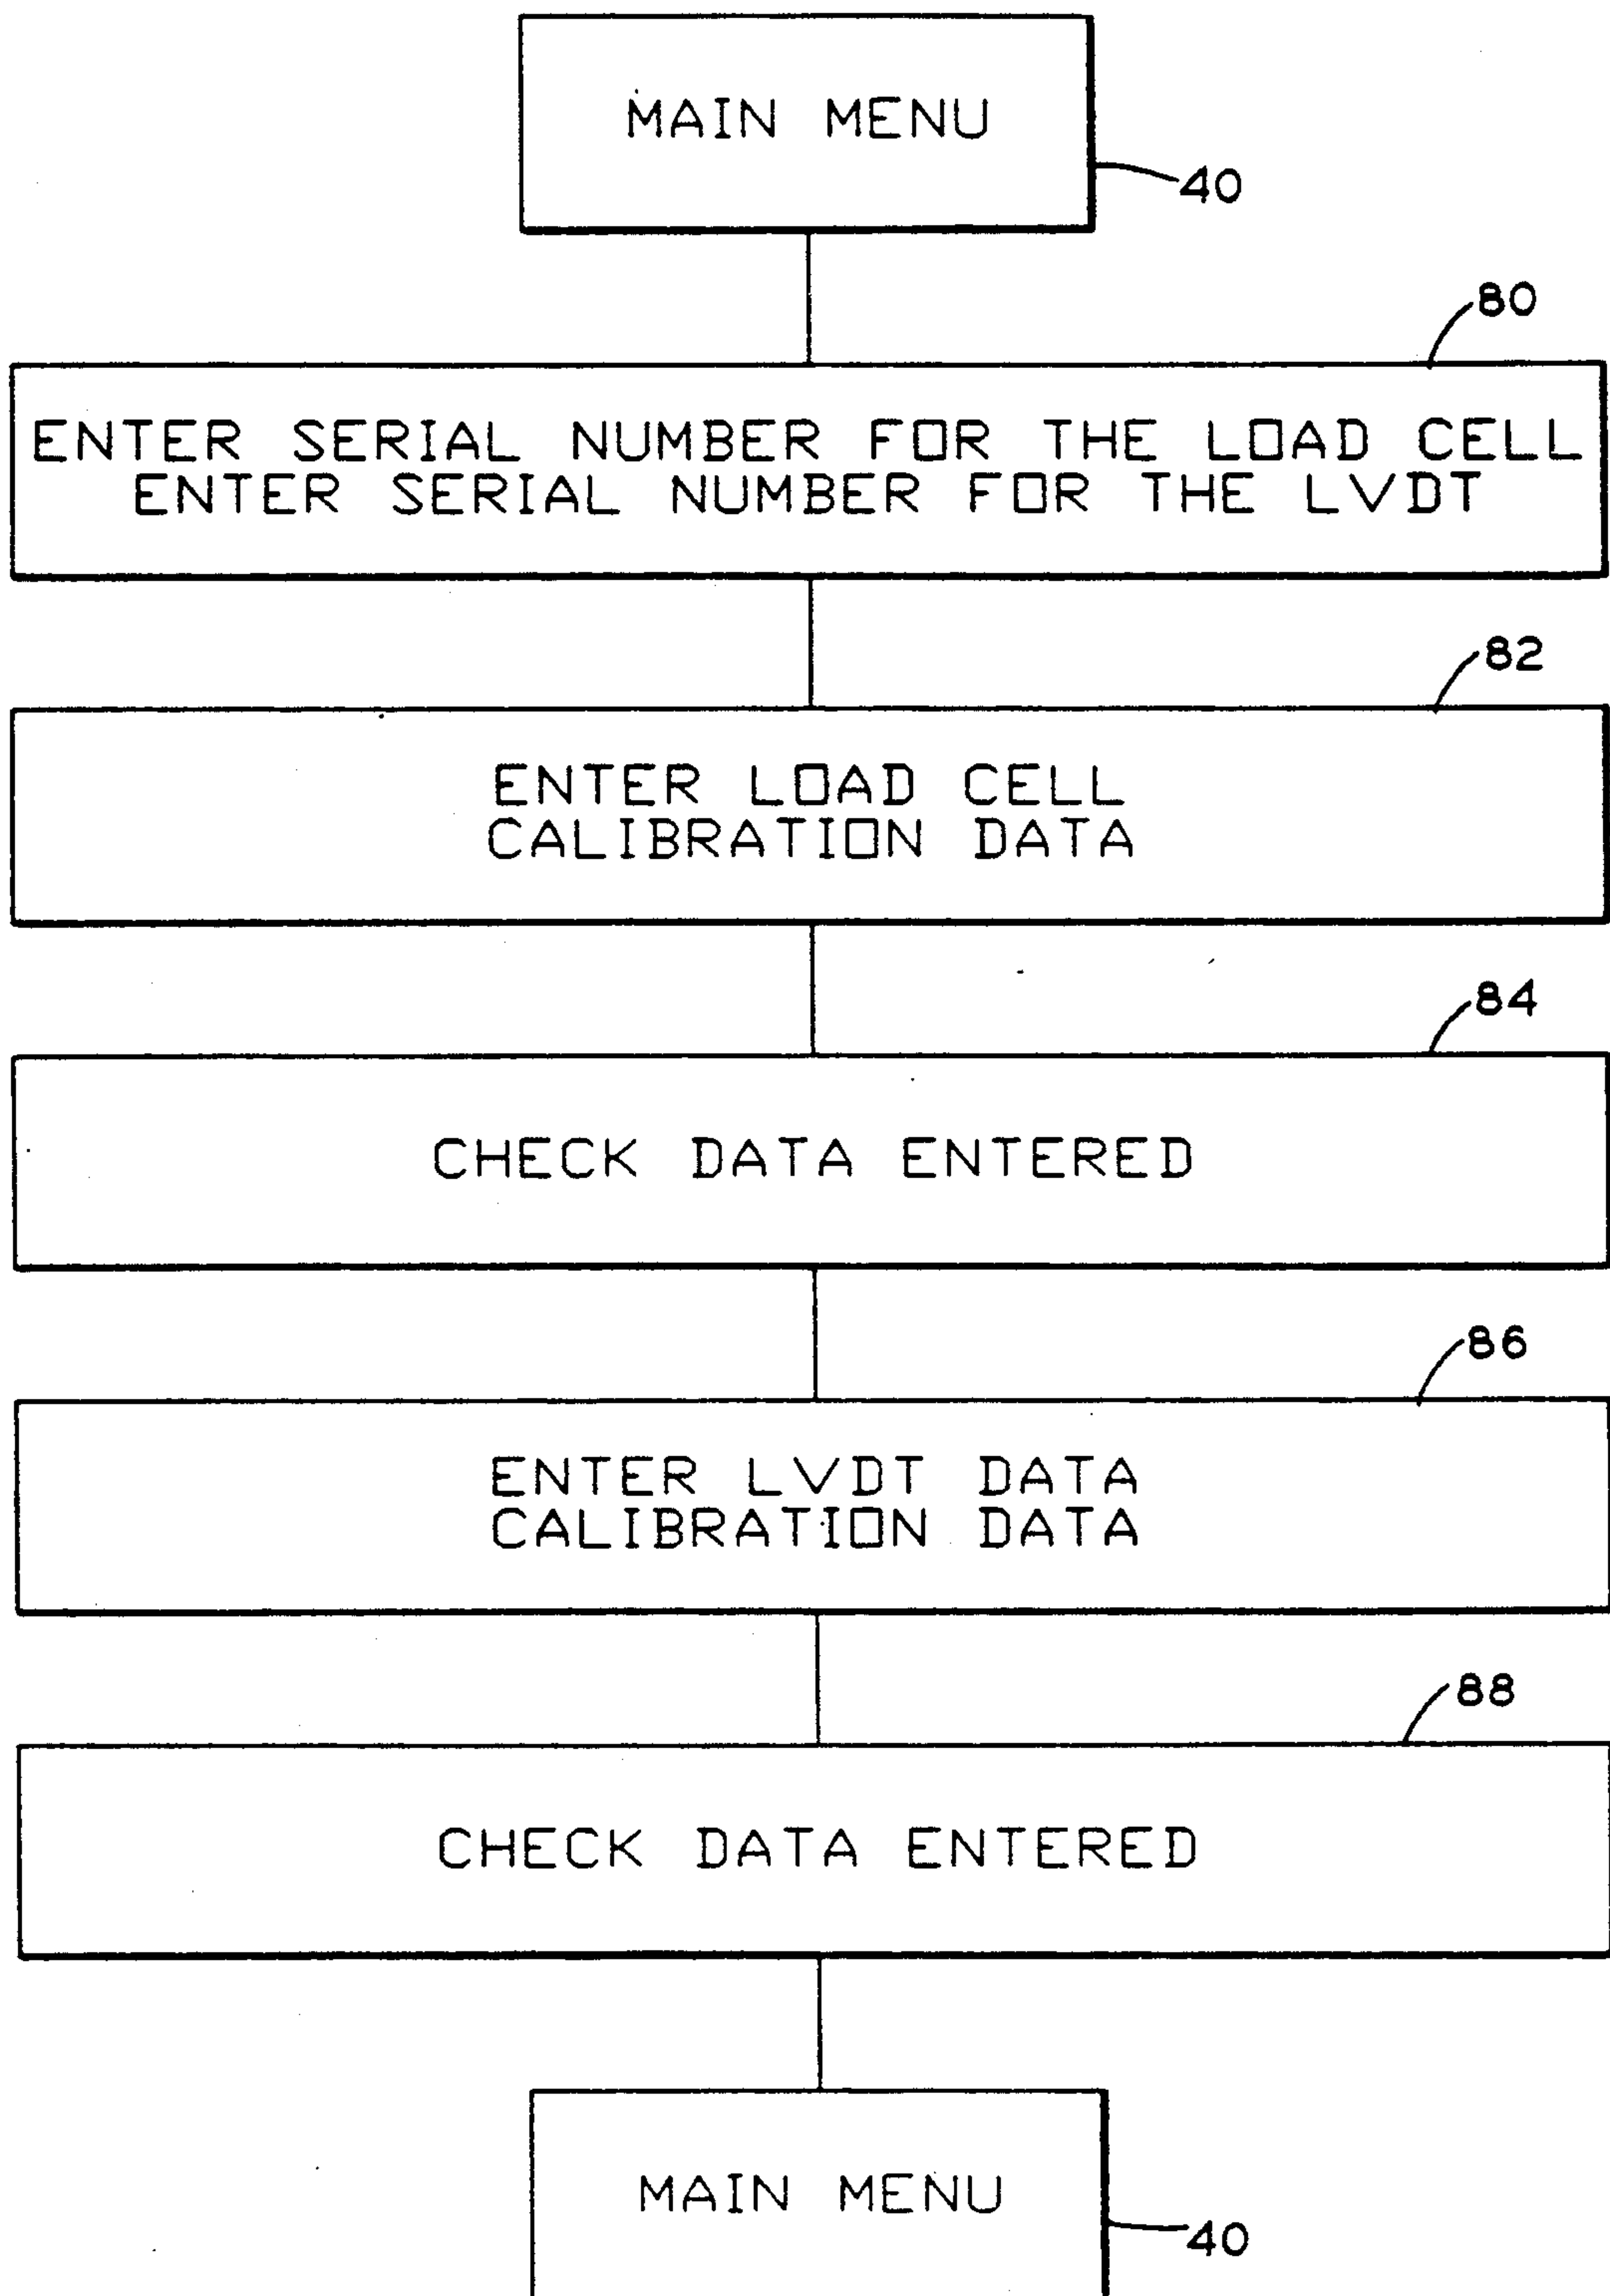 MAIN MENU
40
80
ENTER SERIAL NUMBER FOR THE LOAD CELL
ENTER SERIAL NUMBER FOR THE LVDT
82
ENTER LOAD CELL
CALIBRATION DATA
84
CHECK DATA ENTERED
86
ENTER LVDT DATA
CALIBRATION DATA
88
CHECK DATA ENTERED
MAIN MENU
40